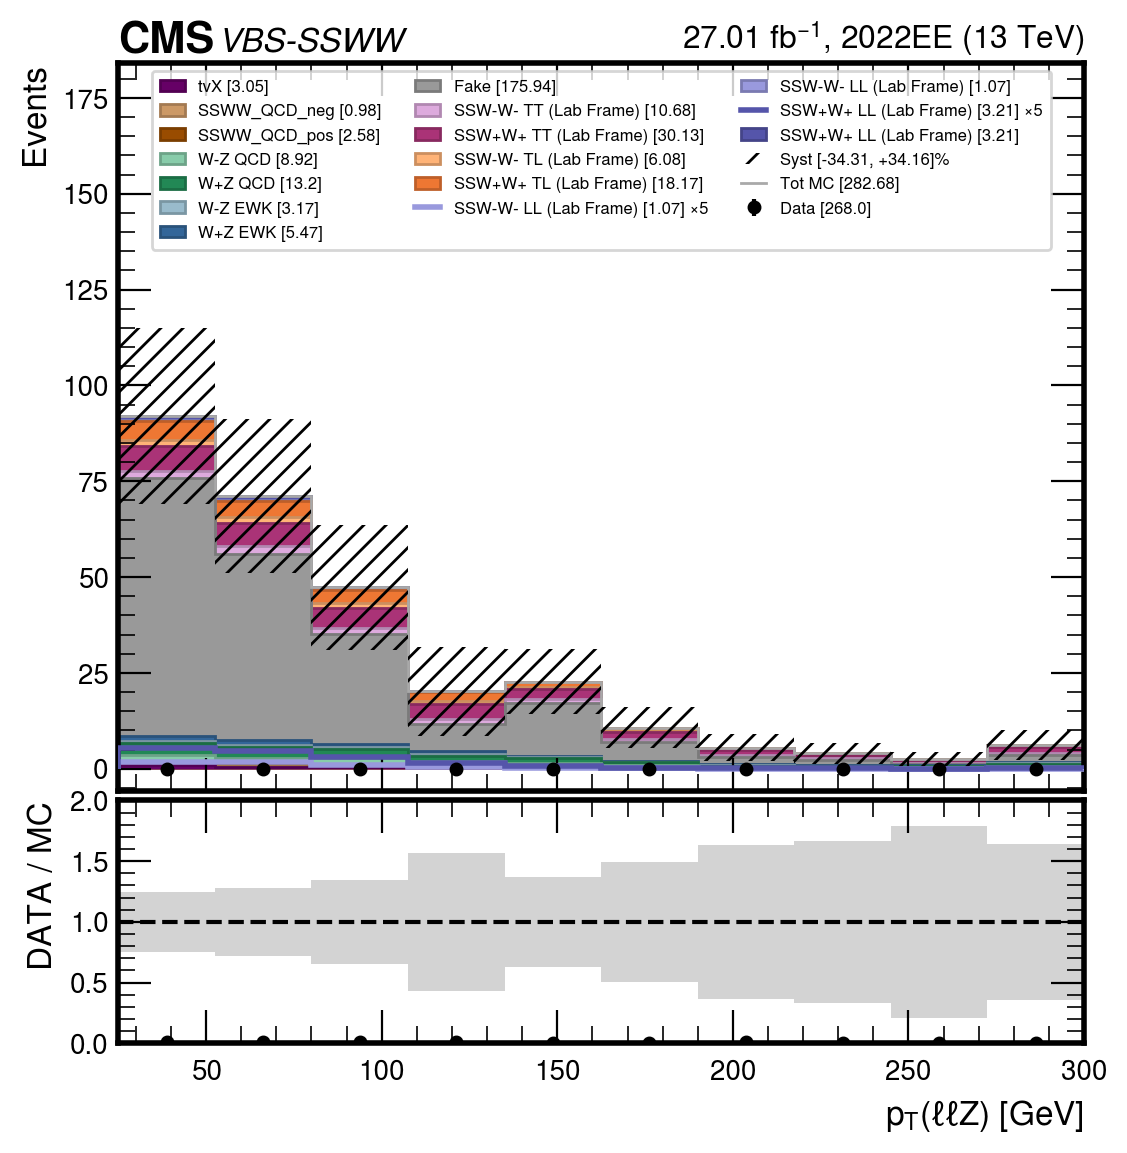 CMS VBS-SSWW 27.01 fb⁻¹, 2022EE (13 TeV)
Events
tvX [3.05]
SSWW_QCD_neg [0.98]
SSWW_QCD_pos [2.58]
W-Z QCD [8.92]
W+Z QCD [13.2]
W-Z EWK [3.17]
W+Z EWK [5.47]
Fake [175.94]
SSW-W- TT (Lab Frame) [10.68]
SSW+W+ TT (Lab Frame) [30.13]
SSW-W- TL (Lab Frame) [6.08]
SSW+W+ TL (Lab Frame) [18.17]
SSW-W- LL (Lab Frame) [1.07] ×5
SSW-W- LL (Lab Frame) [1.07]
SSW+W+ LL (Lab Frame) [3.21] ×5
SSW+W+ LL (Lab Frame) [3.21]
Syst [-34.31, +34.16]%
Tot MC [282.68]
Data [268.0]
175
150
125
100
75
50
25
0
DATA / MC
2.0
1.5
1.0
0.5
0.0
50 100 150 200 250 300
p_T(ℓℓZ) [GeV]